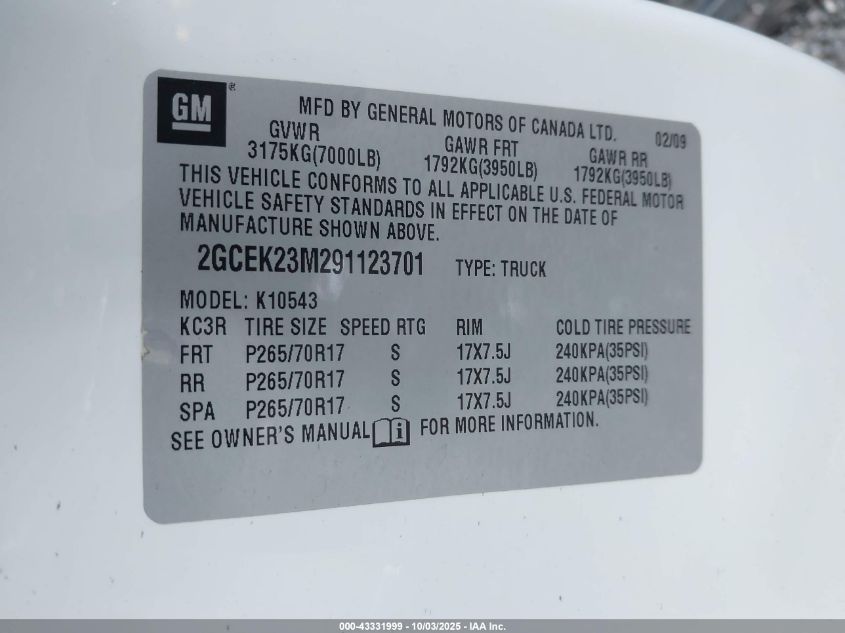 GM ®
MFD BY GENERAL MOTORS OF CANADA LTD. 02/09
GVWR GAWR FRT GAWR RR
3175KG(7000LB) 1792KG(3950LB) 1792KG(3950LB)
THIS VEHICLE CONFORMS TO ALL APPLICABLE U.S. FEDERAL MOTOR
VEHICLE SAFETY STANDARDS IN EFFECT ON THE DATE OF
MANUFACTURE SHOWN ABOVE.
2GCEK23M291123701 TYPE: TRUCK
MODEL: K10543
KC3R TIRE SIZE SPEED RTG RIM COLD TIRE PRESSURE
FRT P265/70R17 S 17X7.5J 240KPA(35PSI)
RR P265/70R17 S 17X7.5J 240KPA(35PSI)
SPA P265/70R17 S 17X7.5J 240KPA(35PSI)
SEE OWNER'S MANUAL i FOR MORE INFORMATION.
000-43331999 - 10/03/2025 - IAA Inc.